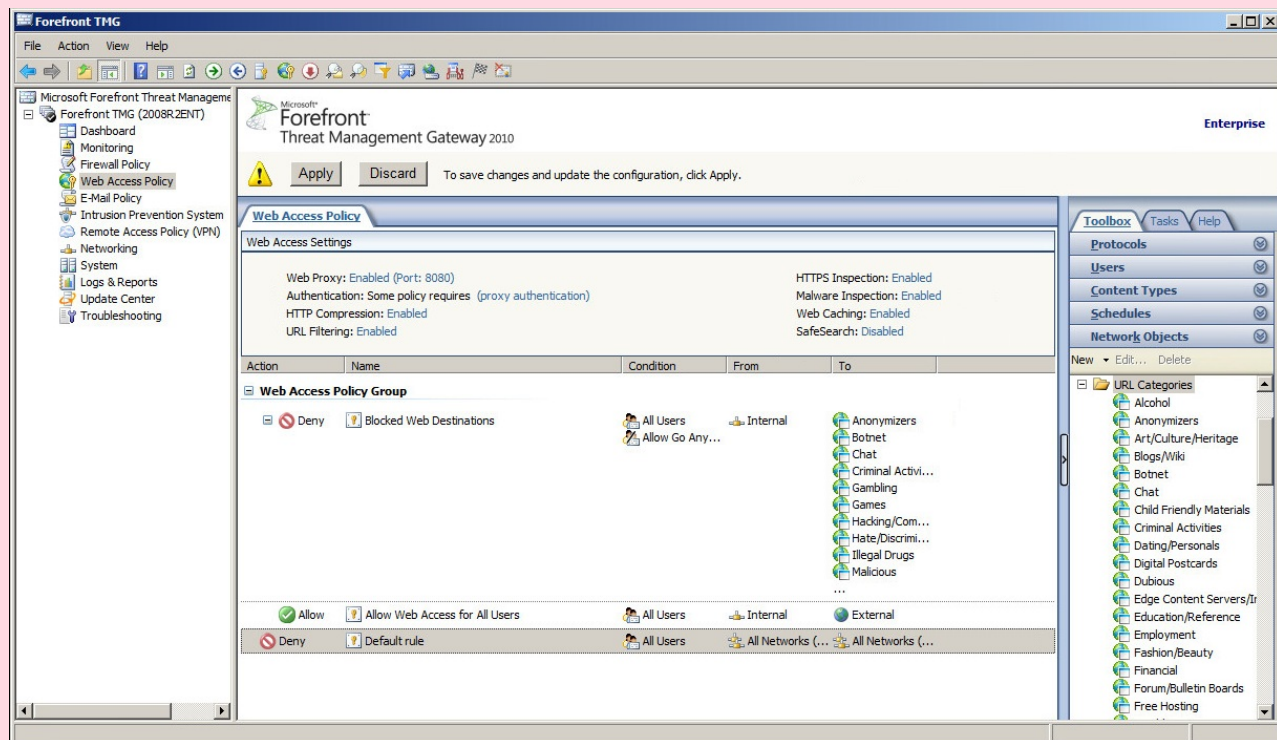 Forefront TMG
File Action View Help
Microsoft Forefront Threat Manageme
Forefront TMG (2008R2ENT)
Dashboard
Monitoring
Firewall Policy
Web Access Policy
E-Mail Policy
Intrusion Prevention System
Remote Access Policy (VPN)
Networking
System
Logs & Reports
Update Center
Troubleshooting
Microsoft®
Forefront™
Threat Management Gateway 2010
Enterprise
Apply Discard To save changes and update the configuration, click Apply.
Web Access Policy
Web Access Settings
Web Proxy: Enabled (Port: 8080)
Authentication: Some policy requires (proxy authentication)
HTTP Compression: Enabled
URL Filtering: Enabled
HTTPS Inspection: Enabled
Malware Inspection: Enabled
Web Caching: Enabled
SafeSearch: Disabled
Action Name Condition From To
Web Access Policy Group
Deny Blocked Web Destinations All Users Internal Anonymizers
Allow Go Any... Botnet
Chat
Criminal Activi...
Gambling
Games
Hacking/Com...
Hate/Discrimi...
Illegal Drugs
Malicious
...
Allow Allow Web Access for All Users All Users Internal External
Deny Default rule All Users All Networks (... All Networks (...
Toolbox Tasks Help
Protocols
Users
Content Types
Schedules
Network Objects
New Edit... Delete
URL Categories
Alcohol
Anonymizers
Art/Culture/Heritage
Blogs/Wiki
Botnet
Chat
Child Friendly Materials
Criminal Activities
Dating/Personals
Digital Postcards
Dubious
Edge Content Servers/Ir
Education/Reference
Employment
Fashion/Beauty
Financial
Forum/Bulletin Boards
Free Hosting